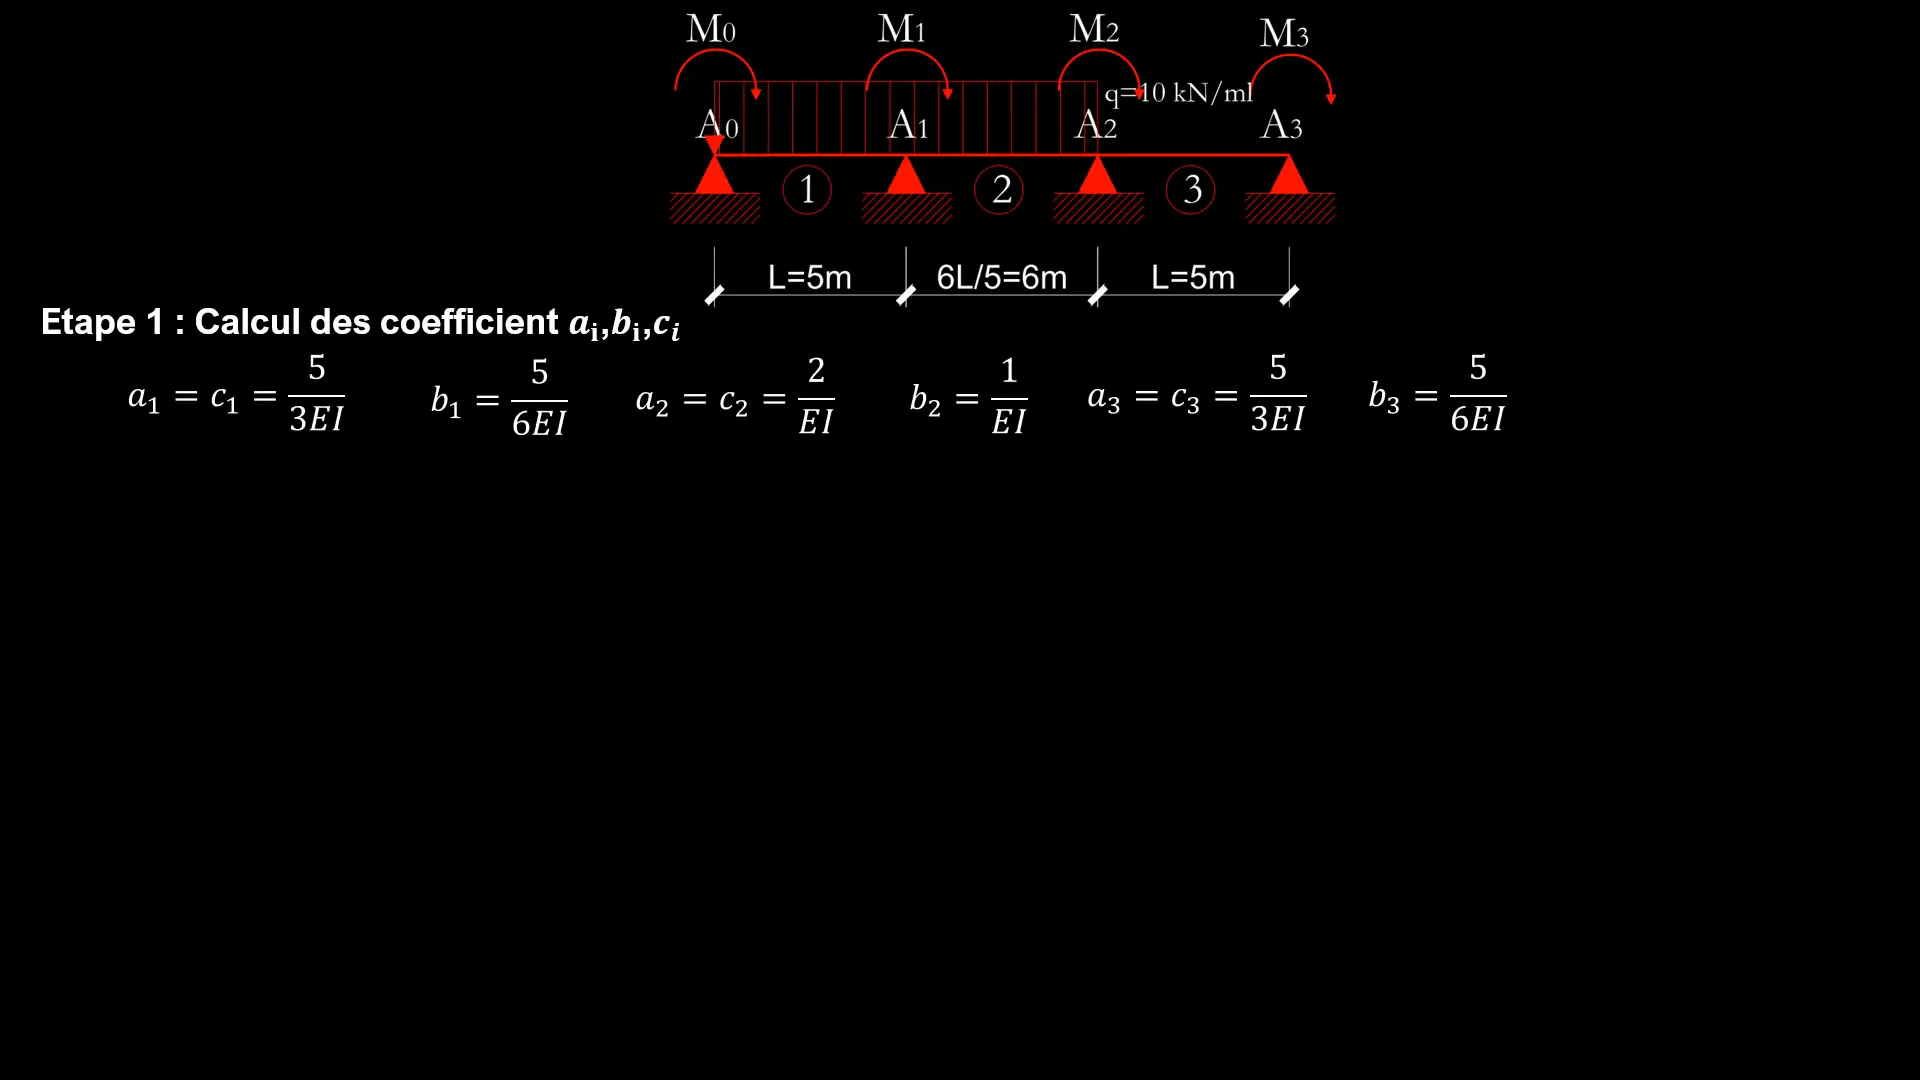 M0 M1 M2 M3
q=10 kN/ml
A0 A1 A2 A3
1 2 3
L=5m 6L/5=6m L=5m
Etape 1 : Calcul des coefficient aᵢ,bᵢ,cᵢ
a₁ = c₁ = 5/3EI b₁ = 5/6EI a₂ = c₂ = 2/EI b₂ = 1/EI a₃ = c₃ = 5/3EI b₃ = 5/6EI